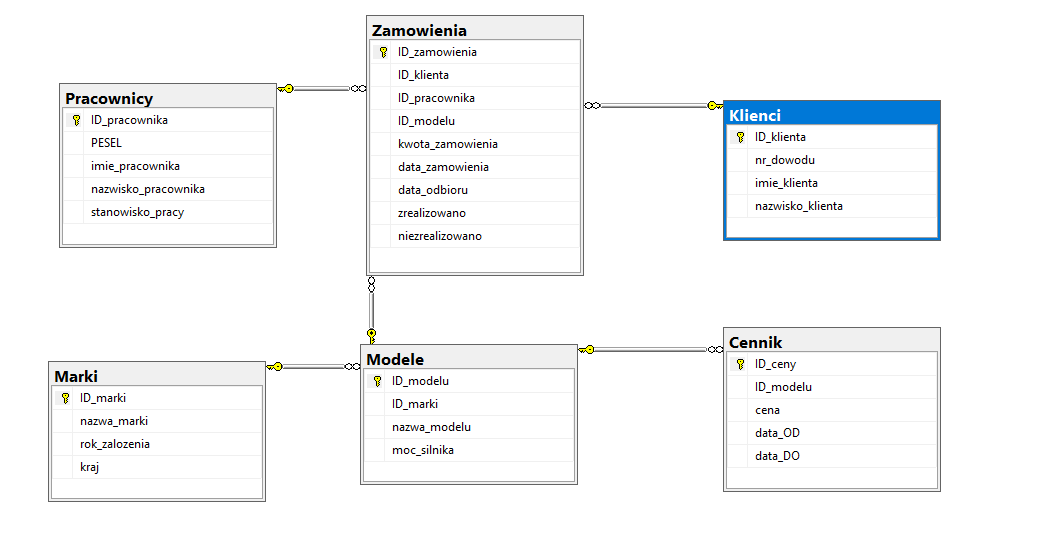 Zamowienia
ID_zamowienia
ID_klienta
ID_pracownika
ID_modelu
kwota_zamowienia
data_zamowienia
data_odbioru
zrealizowano
niezrealizowano
Pracownicy
ID_pracownika
PESEL
imie_pracownika
nazwisko_pracownika
stanowisko_pracy
Klienci
ID_klienta
nr_dowodu
imie_klienta
nazwisko_klienta
Marki
ID_marki
nazwa_marki
rok_zalozenia
kraj
Modele
ID_modelu
ID_marki
nazwa_modelu
moc_silnika
Cennik
ID_ceny
ID_modelu
cena
data_OD
data_DO